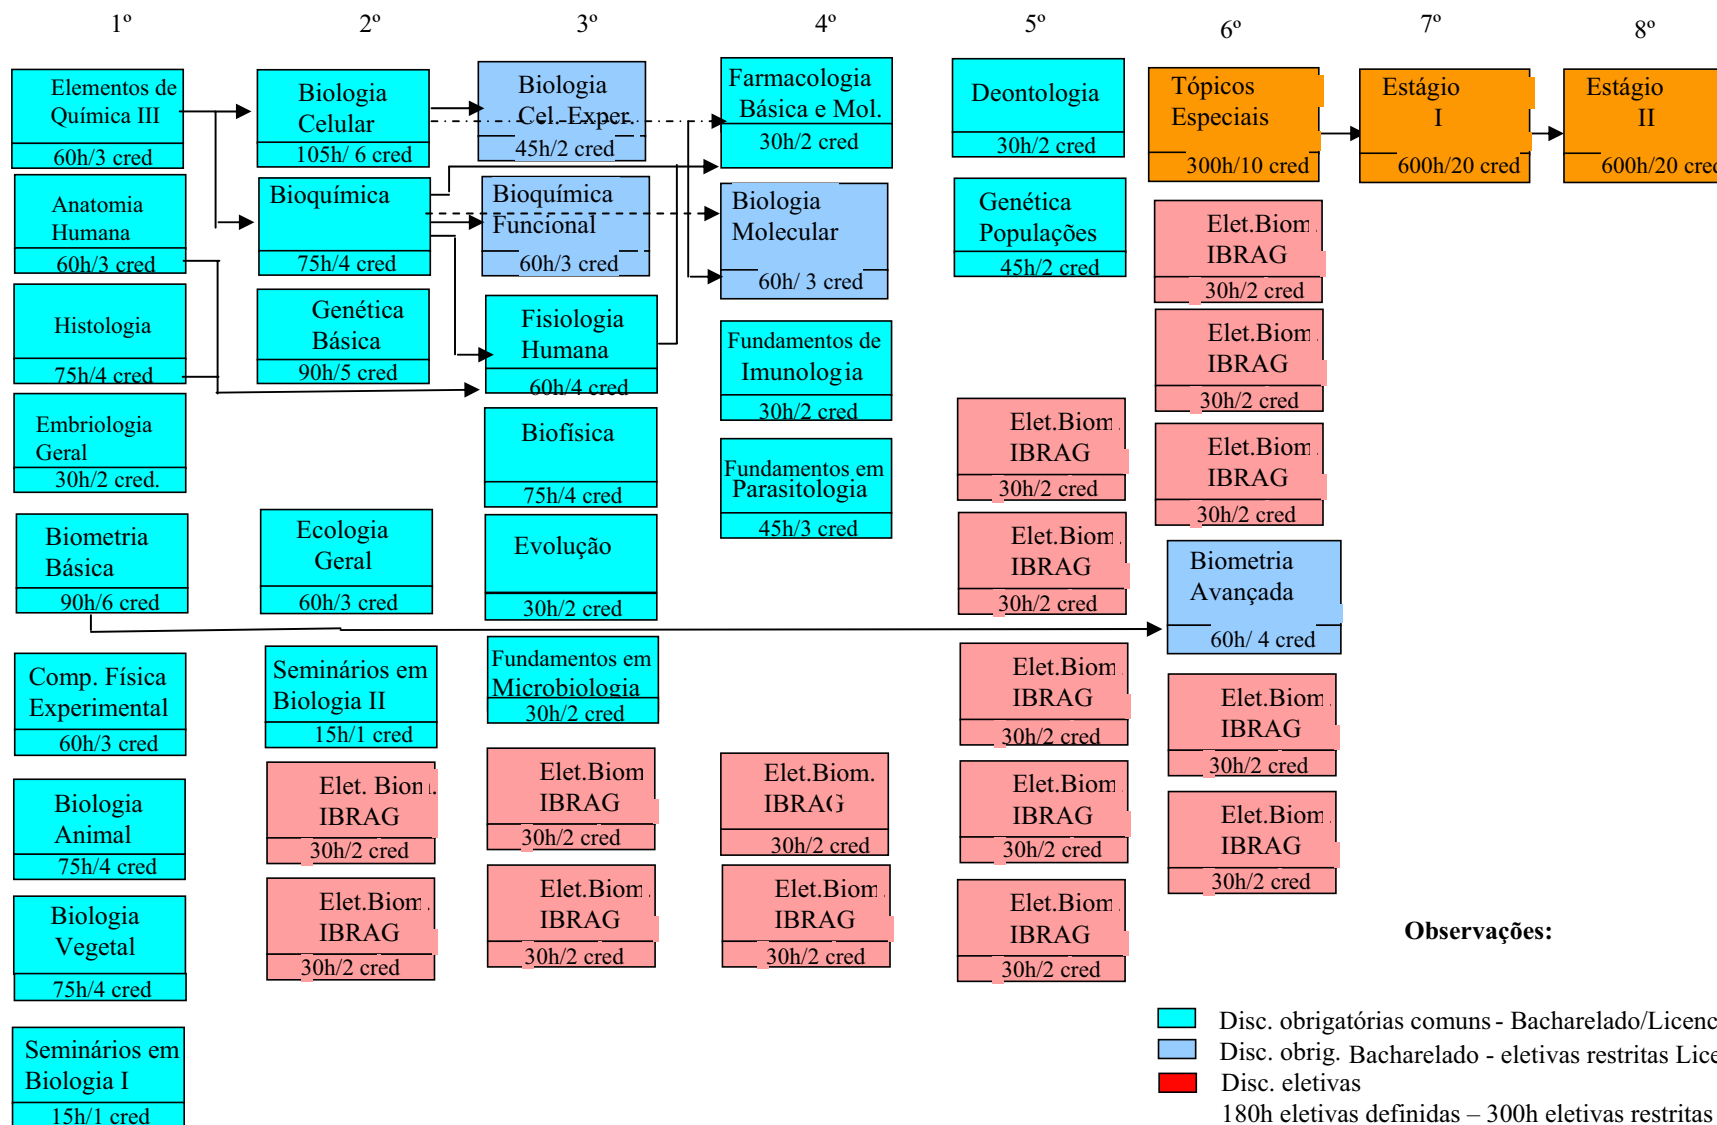 1º
2º
3º
4º
5º
6º
7º
8º
Elementos de
Química III
60h/3 cred
Anatomia
Humana
60h/3 cred
Histologia
75h/4 cred
Embriologia
Geral
30h/2 cred.
Biometria
Básica
90h/6 cred
Comp. Física
Experimental
60h/3 cred
Biologia
Animal
75h/4 cred
Biologia
Vegetal
75h/4 cred
Seminários em
Biologia I
15h/1 cred
Biologia
Celular
105h/ 6 cred
Bioquímica
75h/4 cred
Genética
Básica
90h/5 cred
Ecologia
Geral
60h/3 cred
Seminários em
Biologia II
15h/1 cred
Elet. Biom.
IBRAG
30h/2 cred
Elet.Biom.
IBRAG
30h/2 cred
Biologia
Cel. Exper.
45h/2 cred
Bioquímica
Funcional
60h/3 cred
Fisiologia
Humana
60h/4 cred
Biofísica
75h/4 cred
Evolução
30h/2 cred
Fundamentos em
Microbiologia
30h/2 cred
Elet.Biom
IBRAG
30h/2 cred
Elet.Biom.
IBRAG
30h/2 cred
Farmacologia
Básica e Mol.
30h/2 cred
Biologia
Molecular
60h/ 3 cred
Fundamentos de
Imunologia
30h/2 cred
Fundamentos em
Parasitologia
45h/3 cred
Elet.Biom.
IBRAG
30h/2 cred
Elet.Biom.
IBRAG
30h/2 cred
Deontologia
30h/2 cred
Genética
Populações
45h/2 cred
Elet.Biom.
IBRAG
30h/2 cred
Elet.Biom.
IBRAG
30h/2 cred
Elet.Biom.
IBRAG
30h/2 cred
Elet.Biom.
IBRAG
30h/2 cred
Elet.Biom.
IBRAG
30h/2 cred
Tópicos
Especiais
300h/10 cred
Elet.Biom.
IBRAG
30h/2 cred
Elet.Biom.
IBRAG
30h/2 cred
Elet.Biom.
IBRAG
30h/2 cred
Biometria
Avançada
60h/ 4 cred
Elet.Biom.
IBRAG
30h/2 cred
Elet.Biom.
IBRAG
30h/2 cred
Estágio
I
600h/20 cred
Estágio
II
600h/20 cred
Observações:
Disc. obrigatórias comuns - Bacharelado/Licenc
Disc. obrig. Bacharelado - eletivas restritas Lice
Disc. eletivas
180h eletivas definidas – 300h eletivas restritas